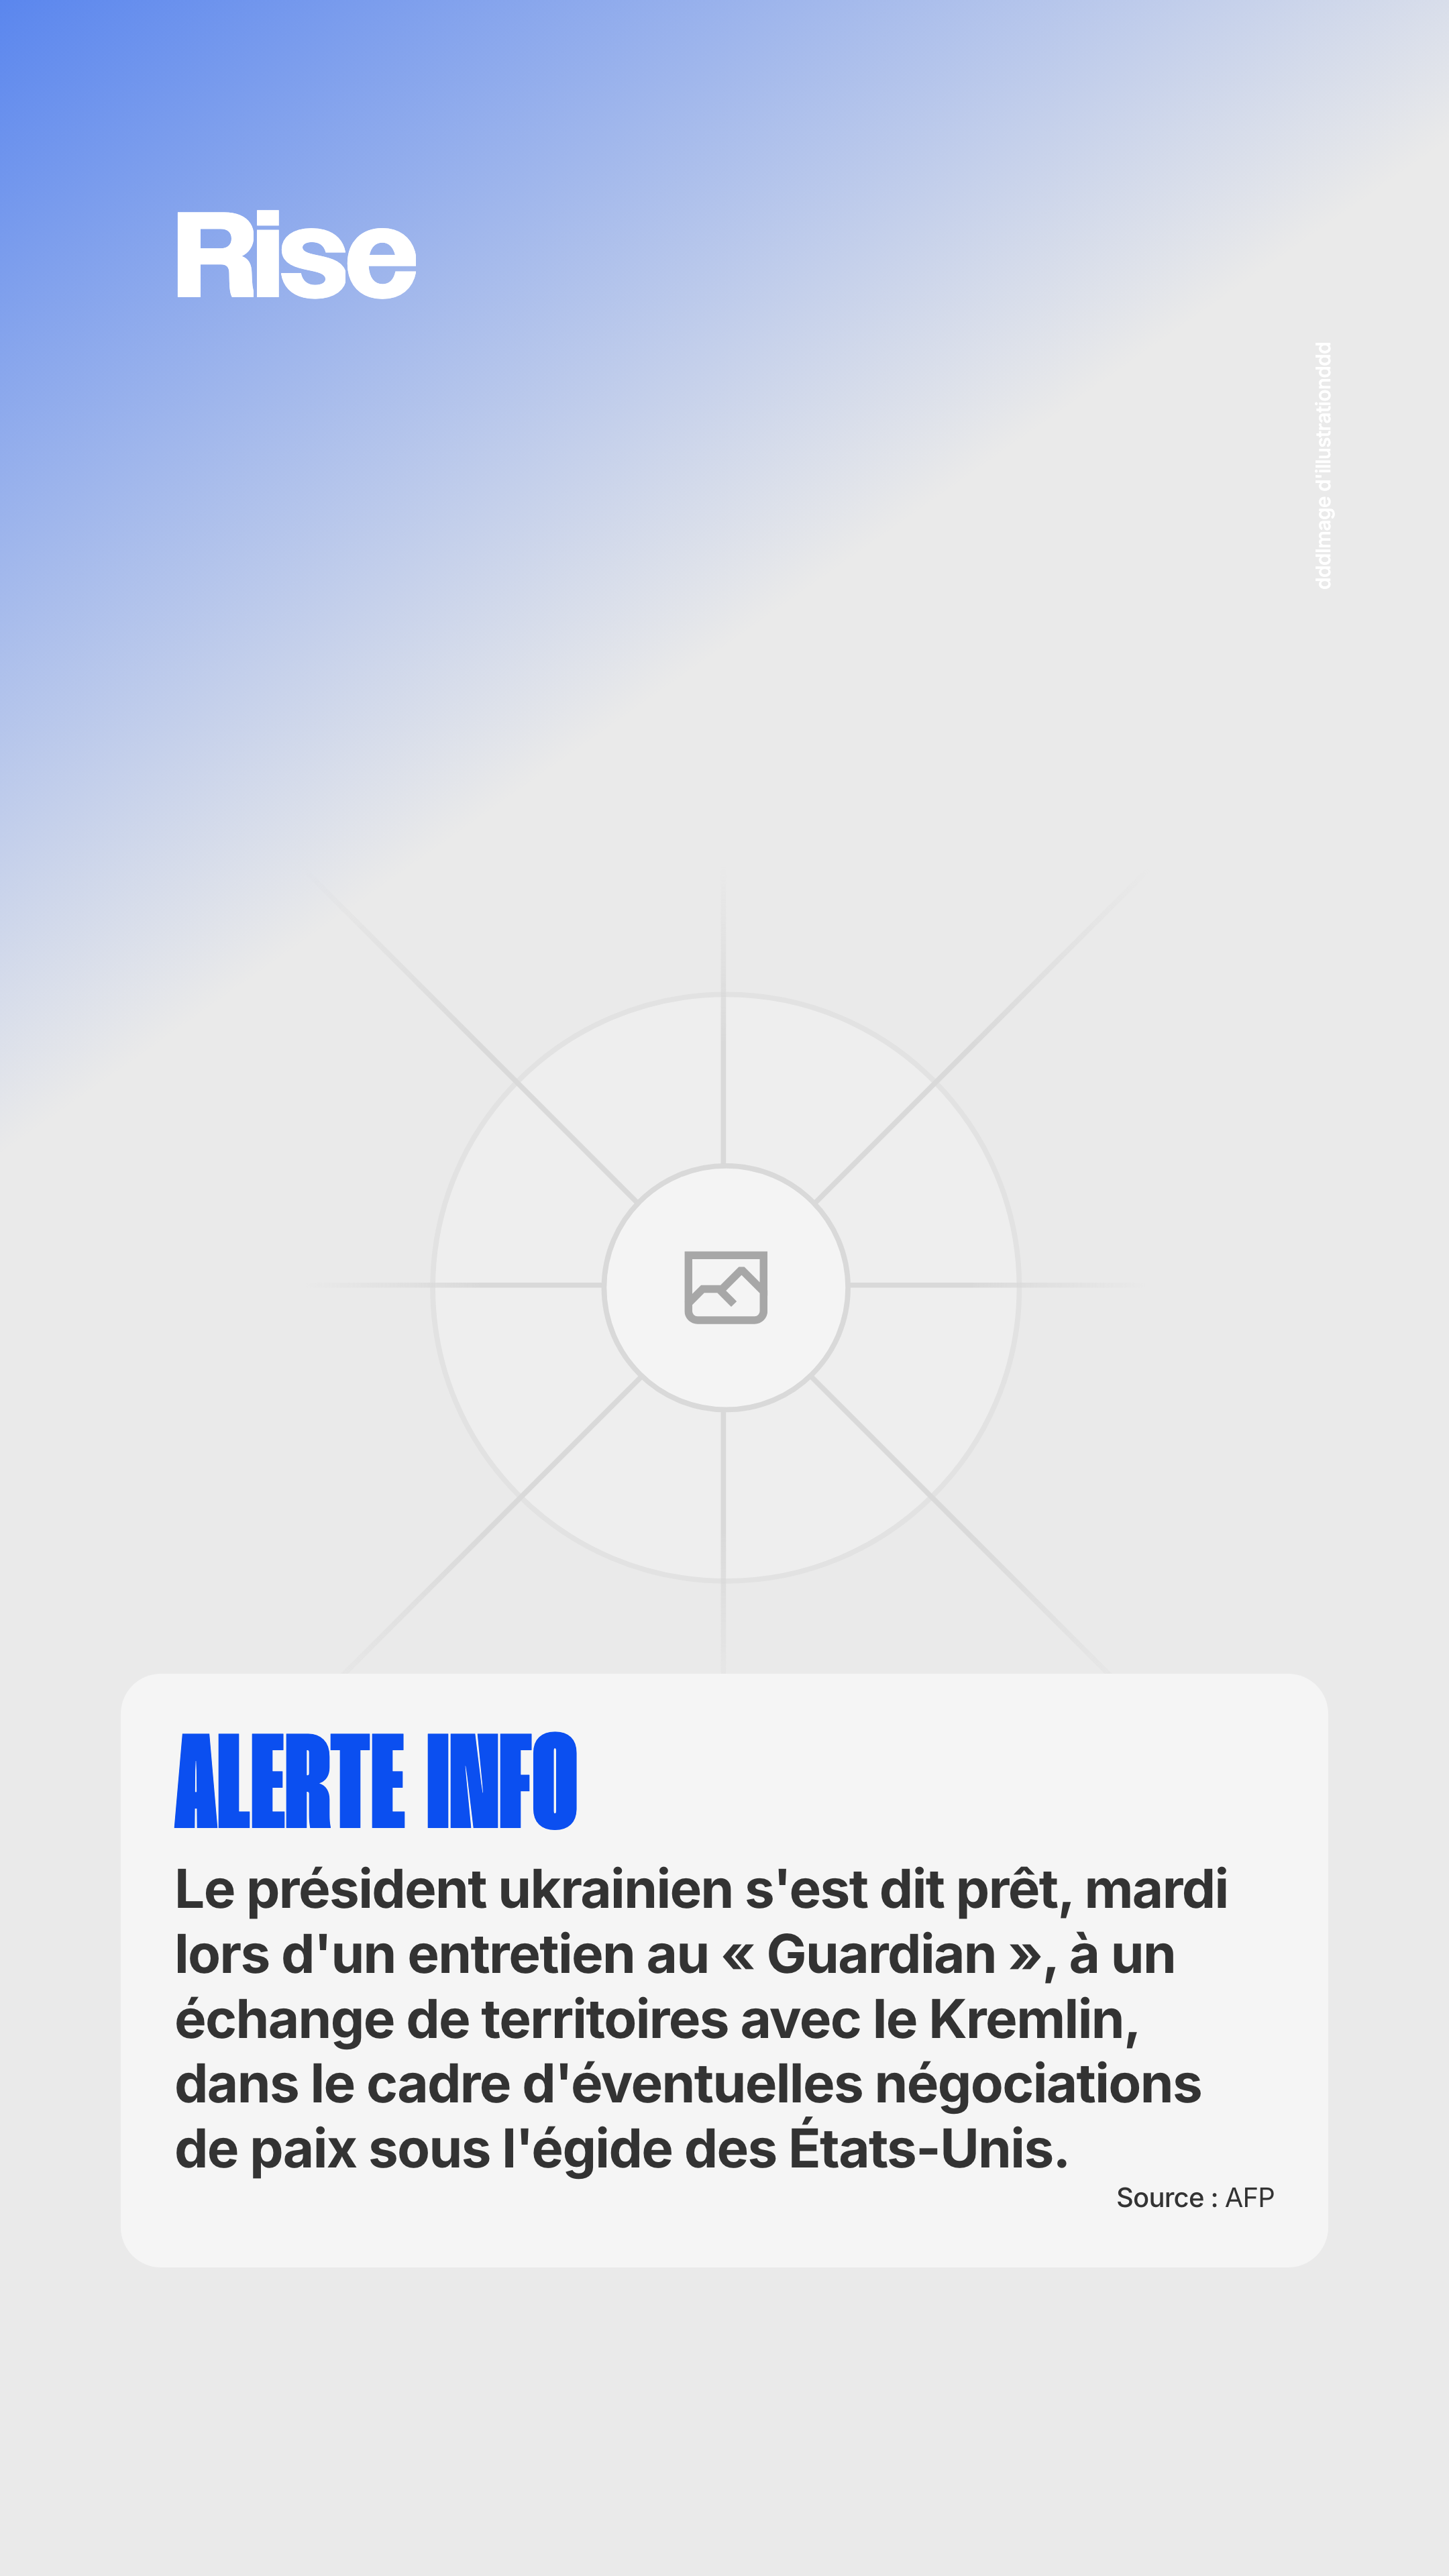 Rise
dddImage d'illustrationddd
ALERTE INFO
Le président ukrainien s'est dit prêt, mardi
lors d'un entretien au « Guardian », à un
échange de territoires avec le Kremlin,
dans le cadre d'éventuelles négociations
de paix sous l'égide des États-Unis.
Source : AFP